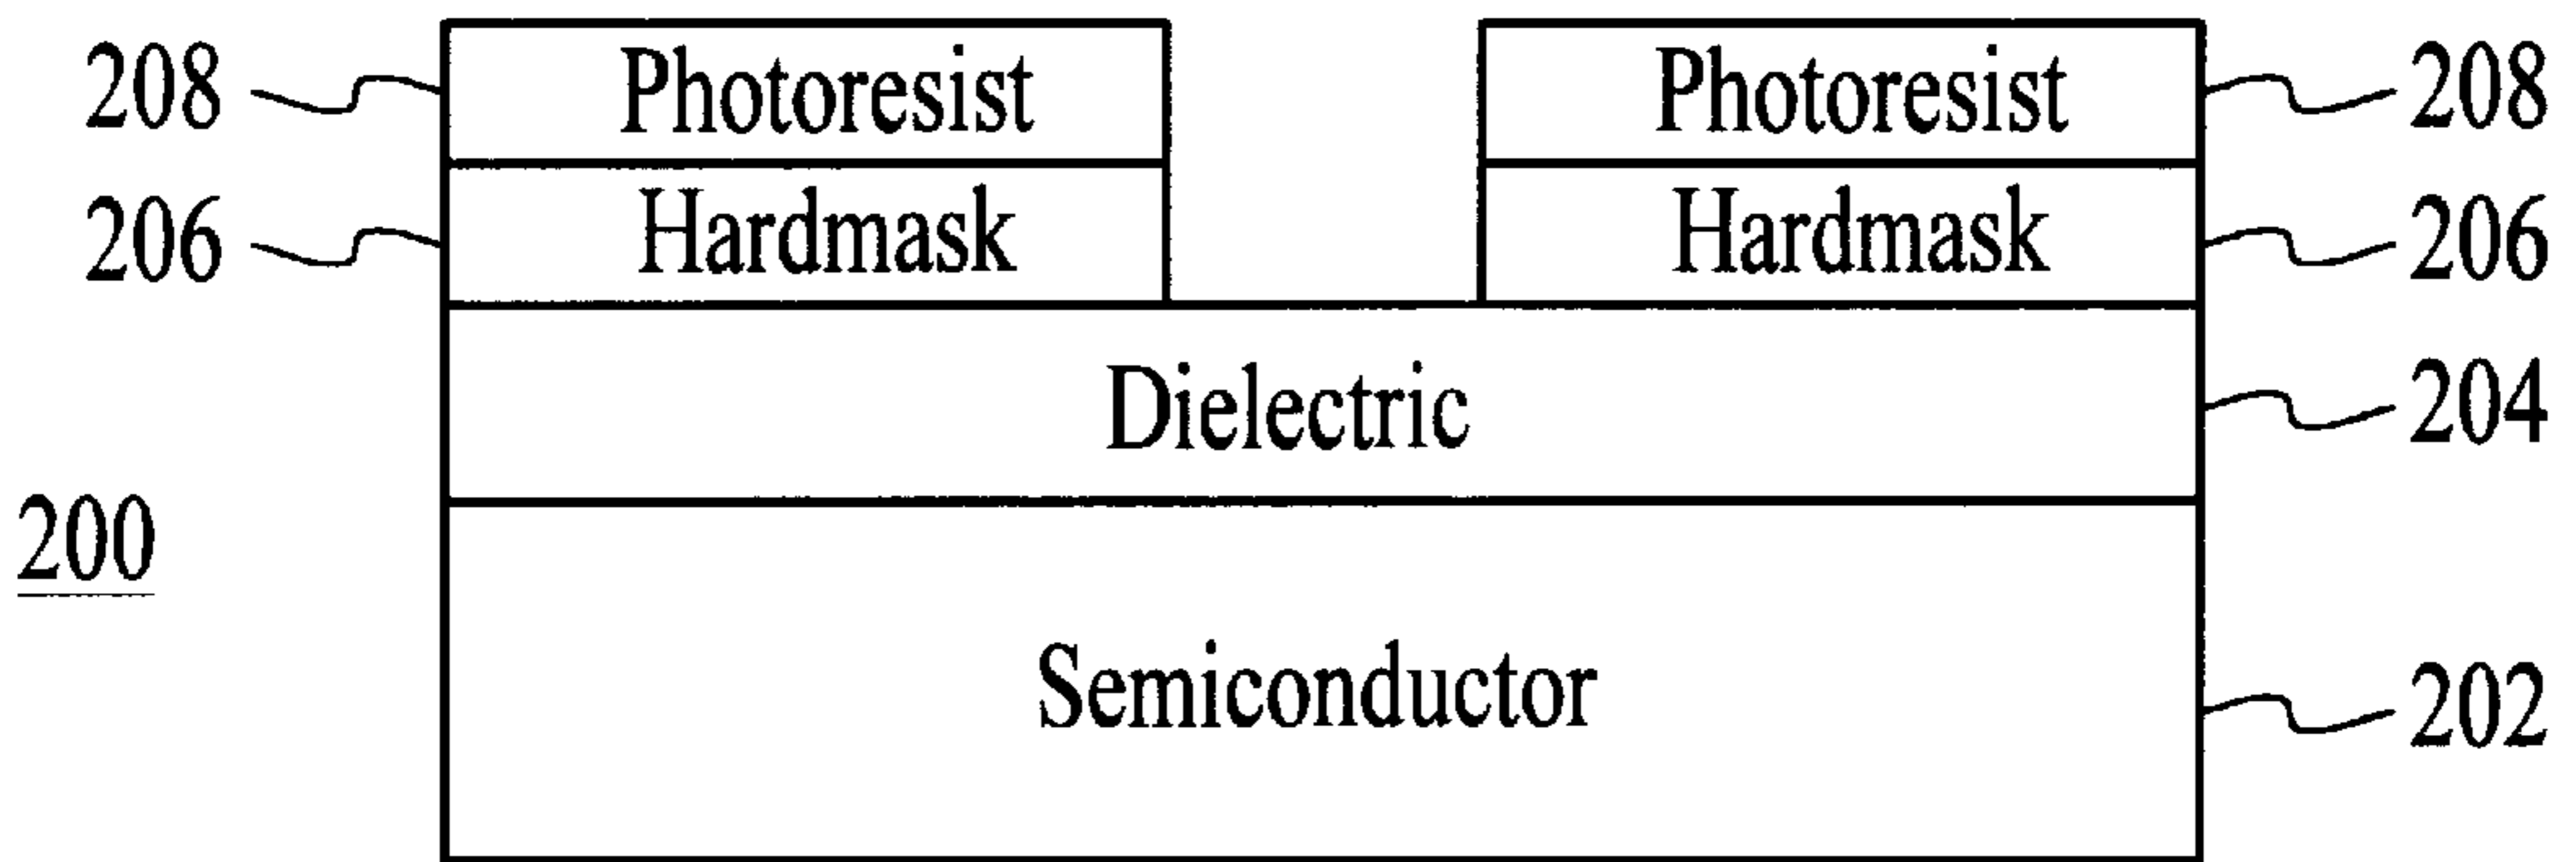 208 Photoresist Photoresist 208
206 Hardmask Hardmask 206
Dielectric 204
200
Semiconductor 202